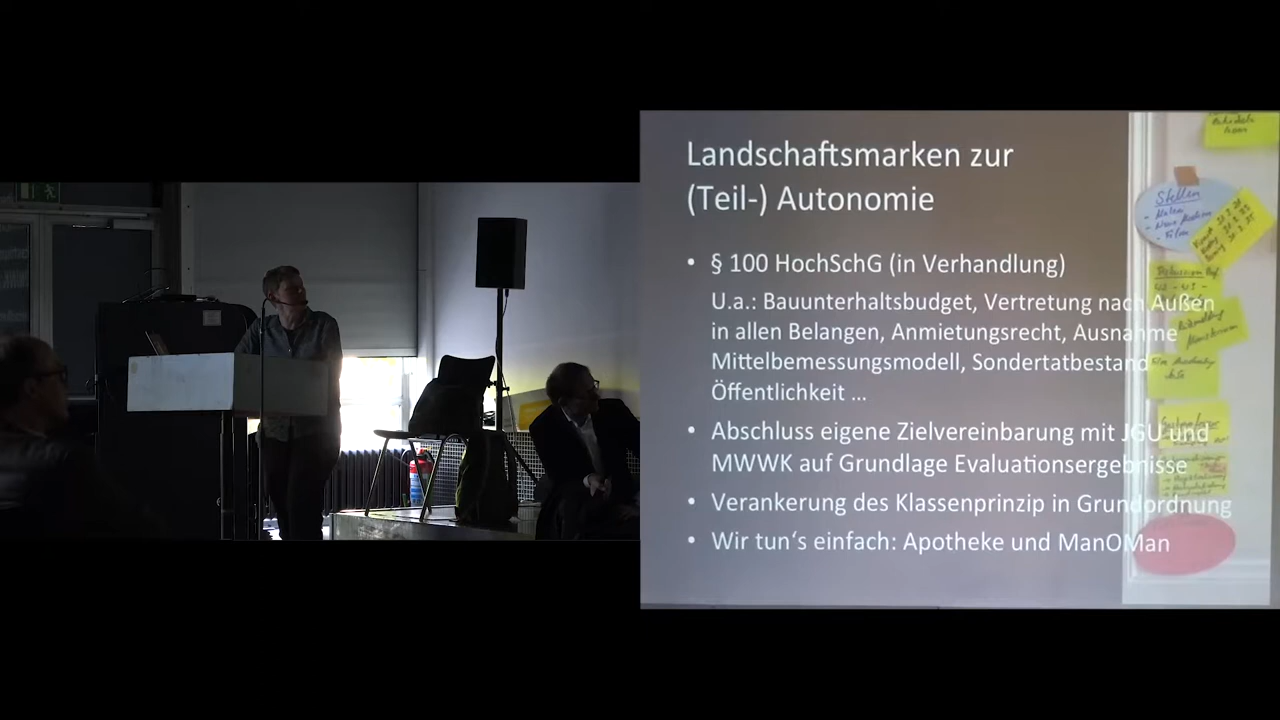 Landschaftsmarken zur
(Teil-) Autonomie
• § 100 HochSchG (in Verhandlung)
U.a.: Bauunterhaltsbudget, Vertretung nach Außen
in allen Belangen, Anmietungsrecht, Ausnahme
Mittelbemessungsmodell, Sondertatbestand
Öffentlichkeit ...
• Abschluss eigene Zielvereinbarung mit JGU und
MWWK auf Grundlage Evaluationsergebnisse
• Verankerung des Klassenprinzip in Grundordnung
• Wir tun‘s einfach: Apotheke und ManOMan
Stellen
- Film